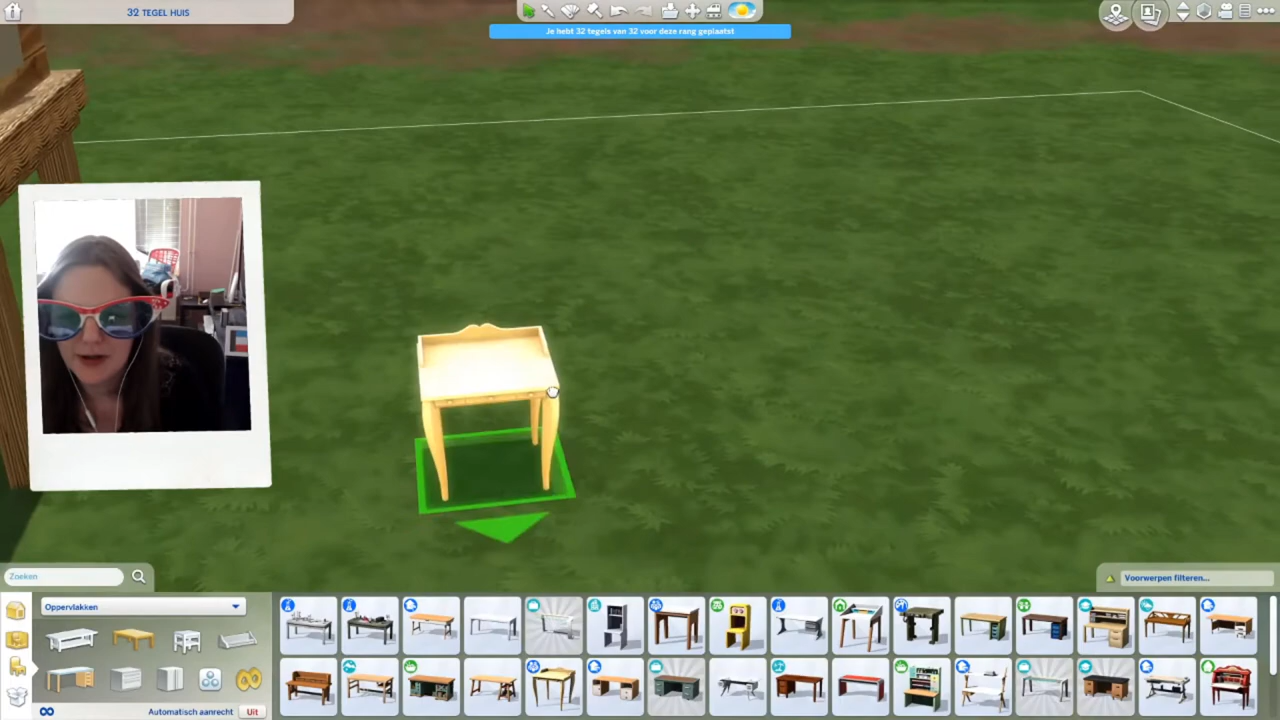 32 TEGEL HUIS
Je hebt 32 tegels van 32 voor deze rang geplaatst
Zoeken
Voorwerpen filteren...
Oppervlakken
Automatisch aanrecht
Uit